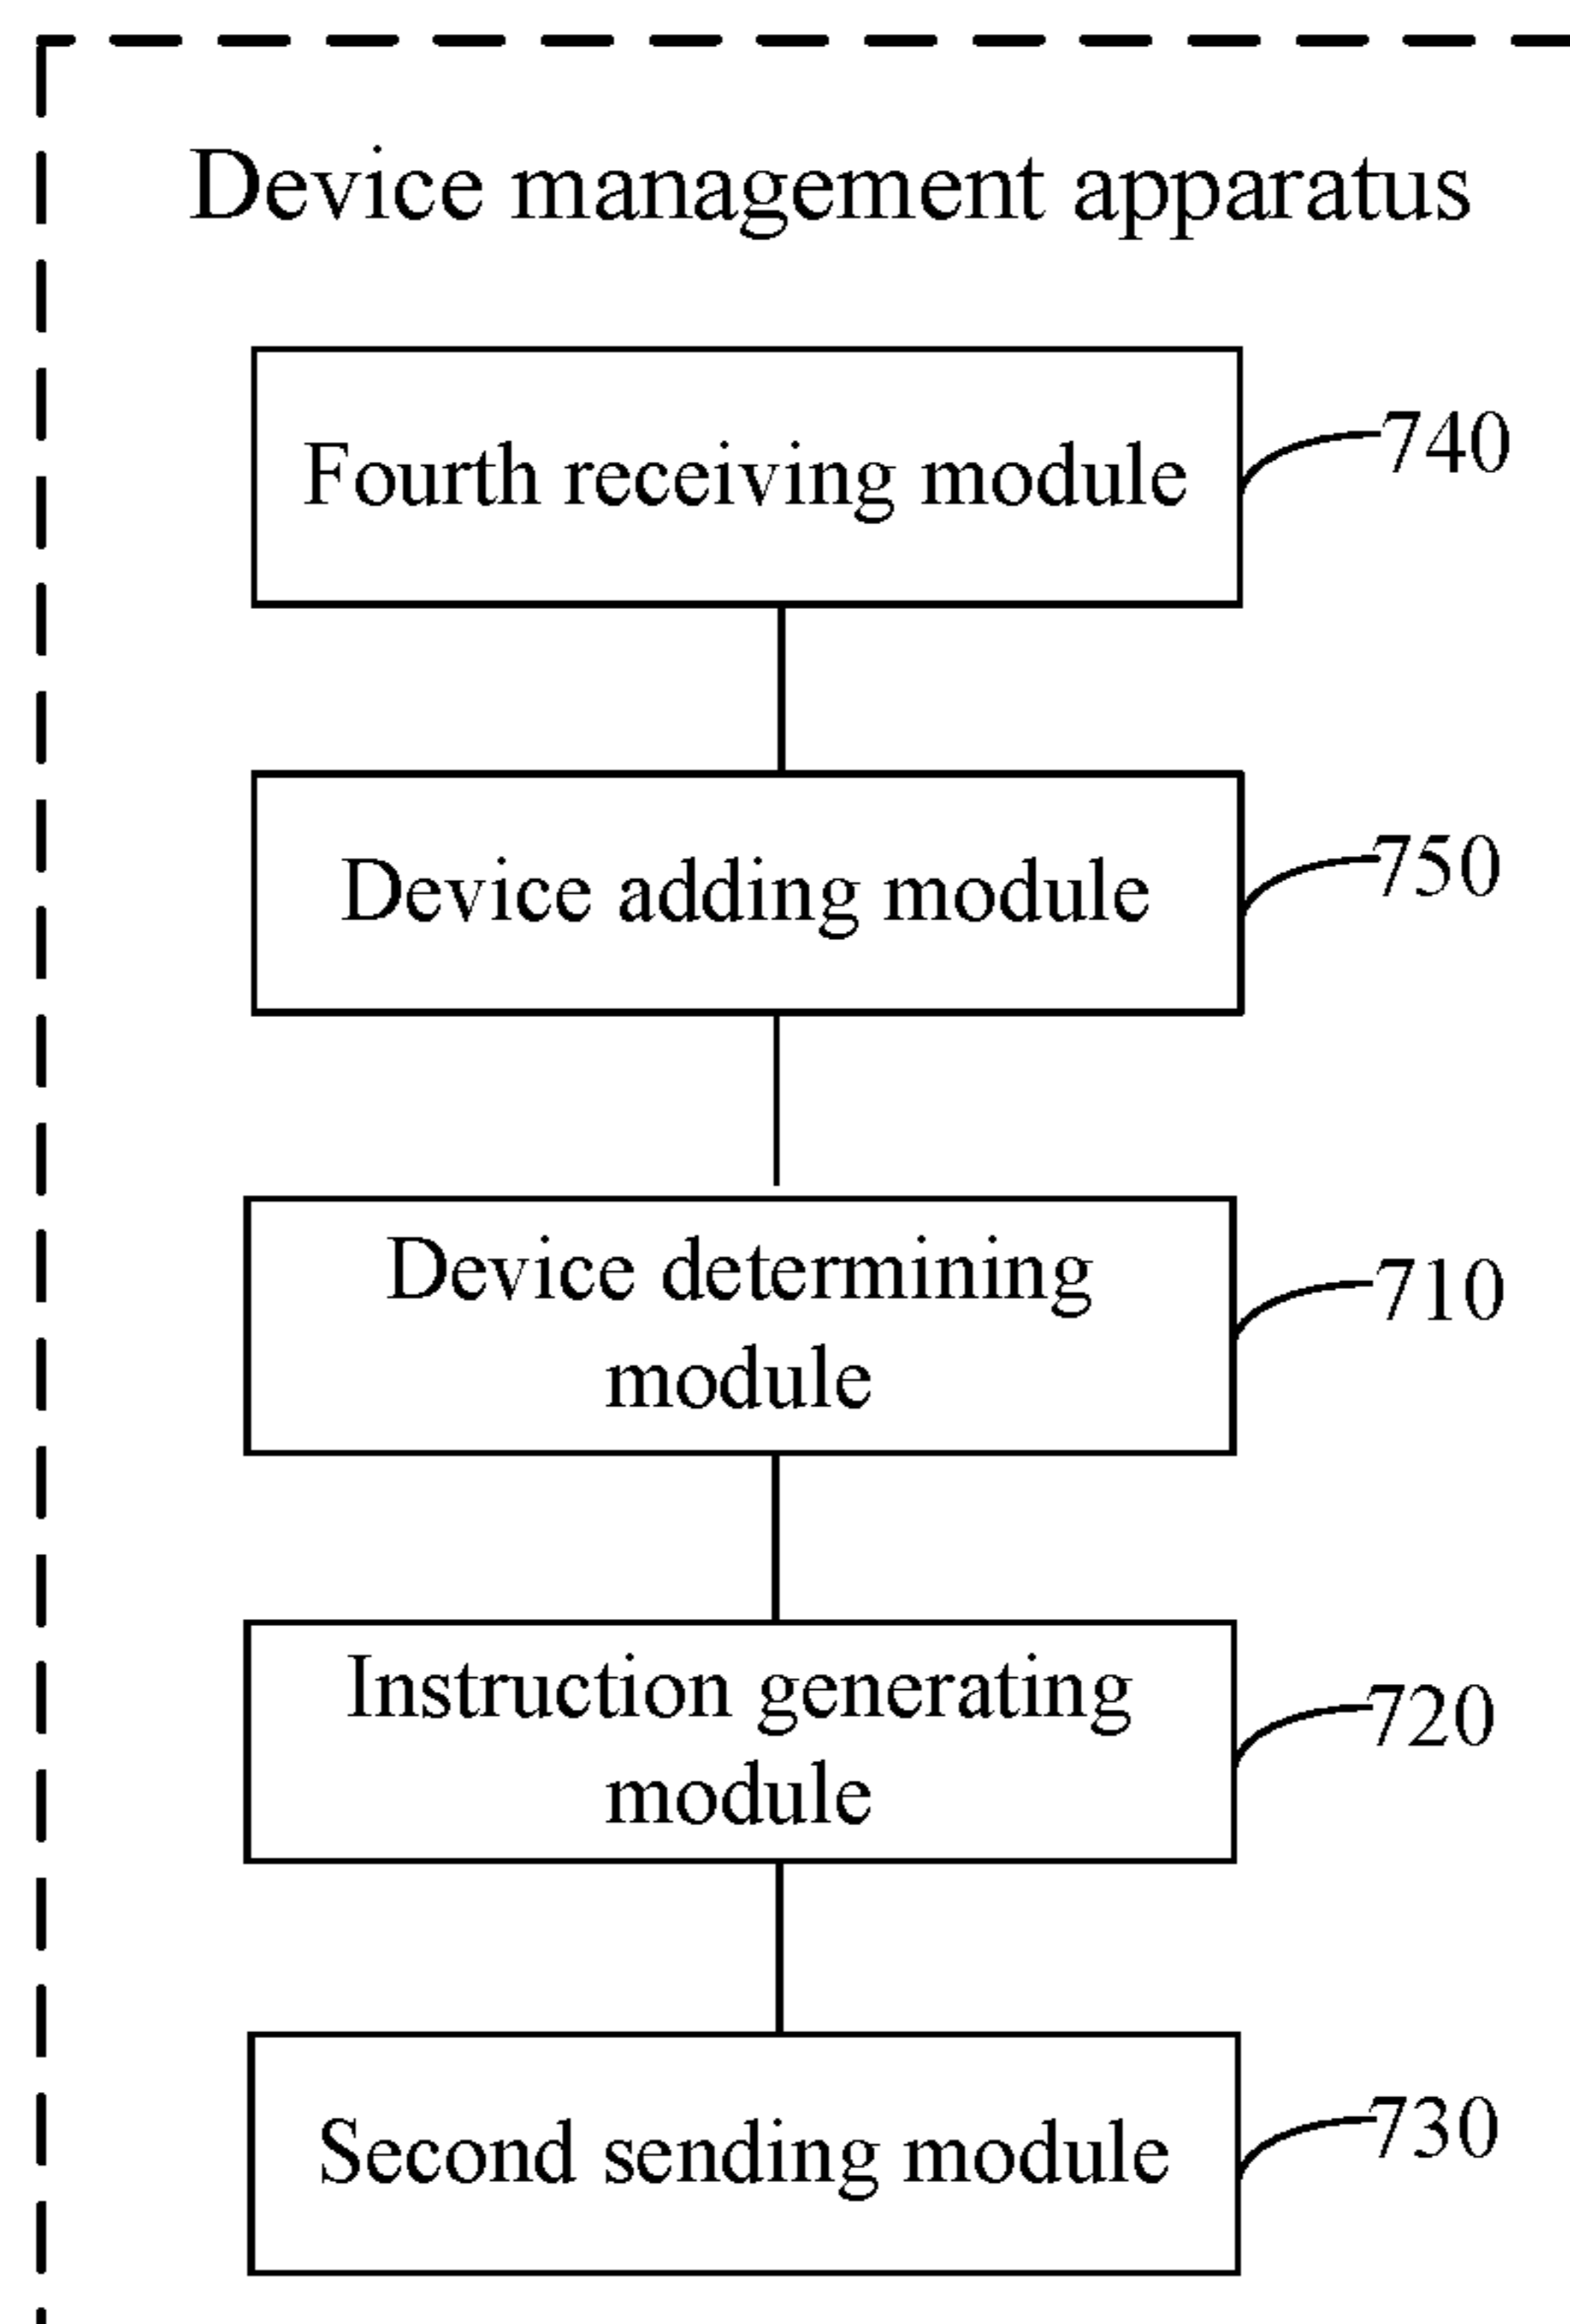 Device management apparatus
Fourth receiving module
740
Device adding module
750
Device determining
module
710
Instruction generating
module
720
Second sending module
730